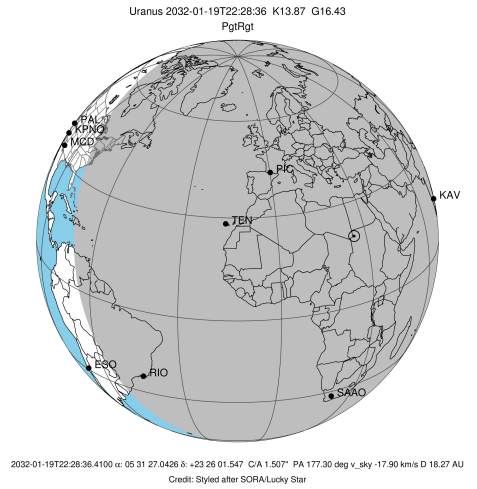 Uranus 2032-01-19T22:28:36 K13.87 G16.43
PgtRgt
PAL
KPNO
MCD
PIC
KAV
TEN
ESO
RIO
SAAO
2032-01-19T22:28:36.4100 α: 05 31 27.0426 δ: +23 26 01.547 C/A 1.507" PA 177.30 deg v_sky -17.90 km/s D 18.27 AU
Credit: Styled after SORA/Lucky Star